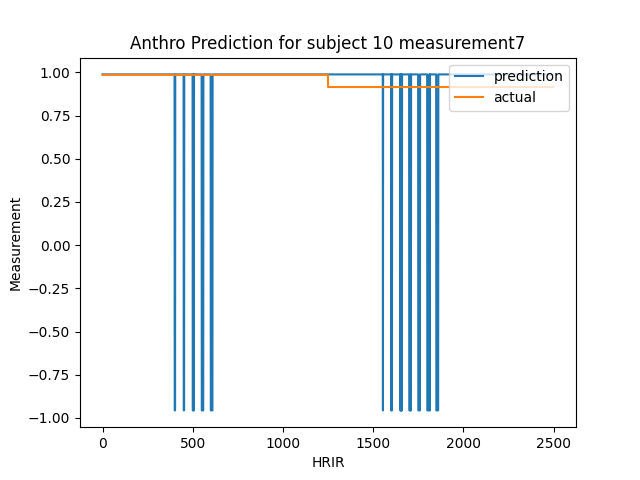 Anthro Prediction for subject 10 measurement7
1.00
0.75
0.50
0.25
0.00
−0.25
−0.50
−0.75
−1.00
Measurement
prediction
actual
0 500 1000 1500 2000 2500
HRIR